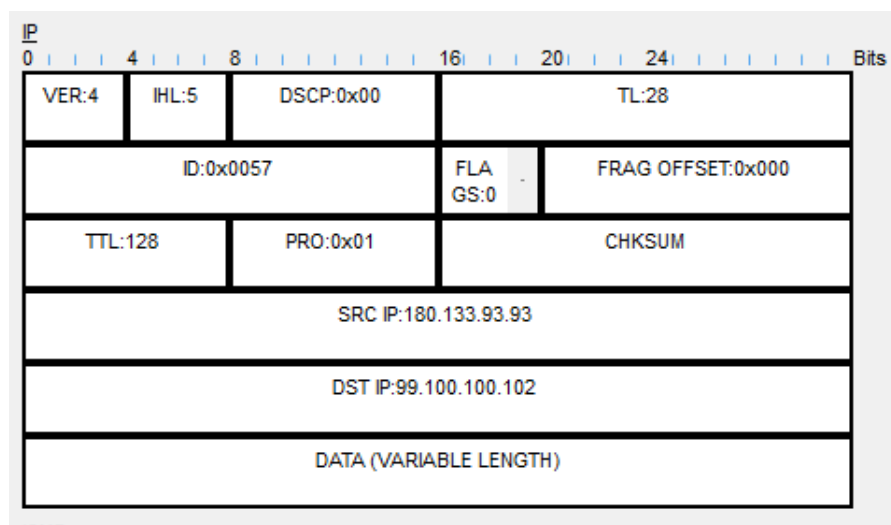 IP
0 4 8 16 20 24 Bits
VER:4 IHL:5 DSCP:0x00 TL:28
ID:0x0057 FLA GS:0 - FRAG OFFSET:0x000
TTL:128 PRO:0x01 CHKSUM
SRC IP:180.133.93.93
DST IP:99.100.100.102
DATA (VARIABLE LENGTH)